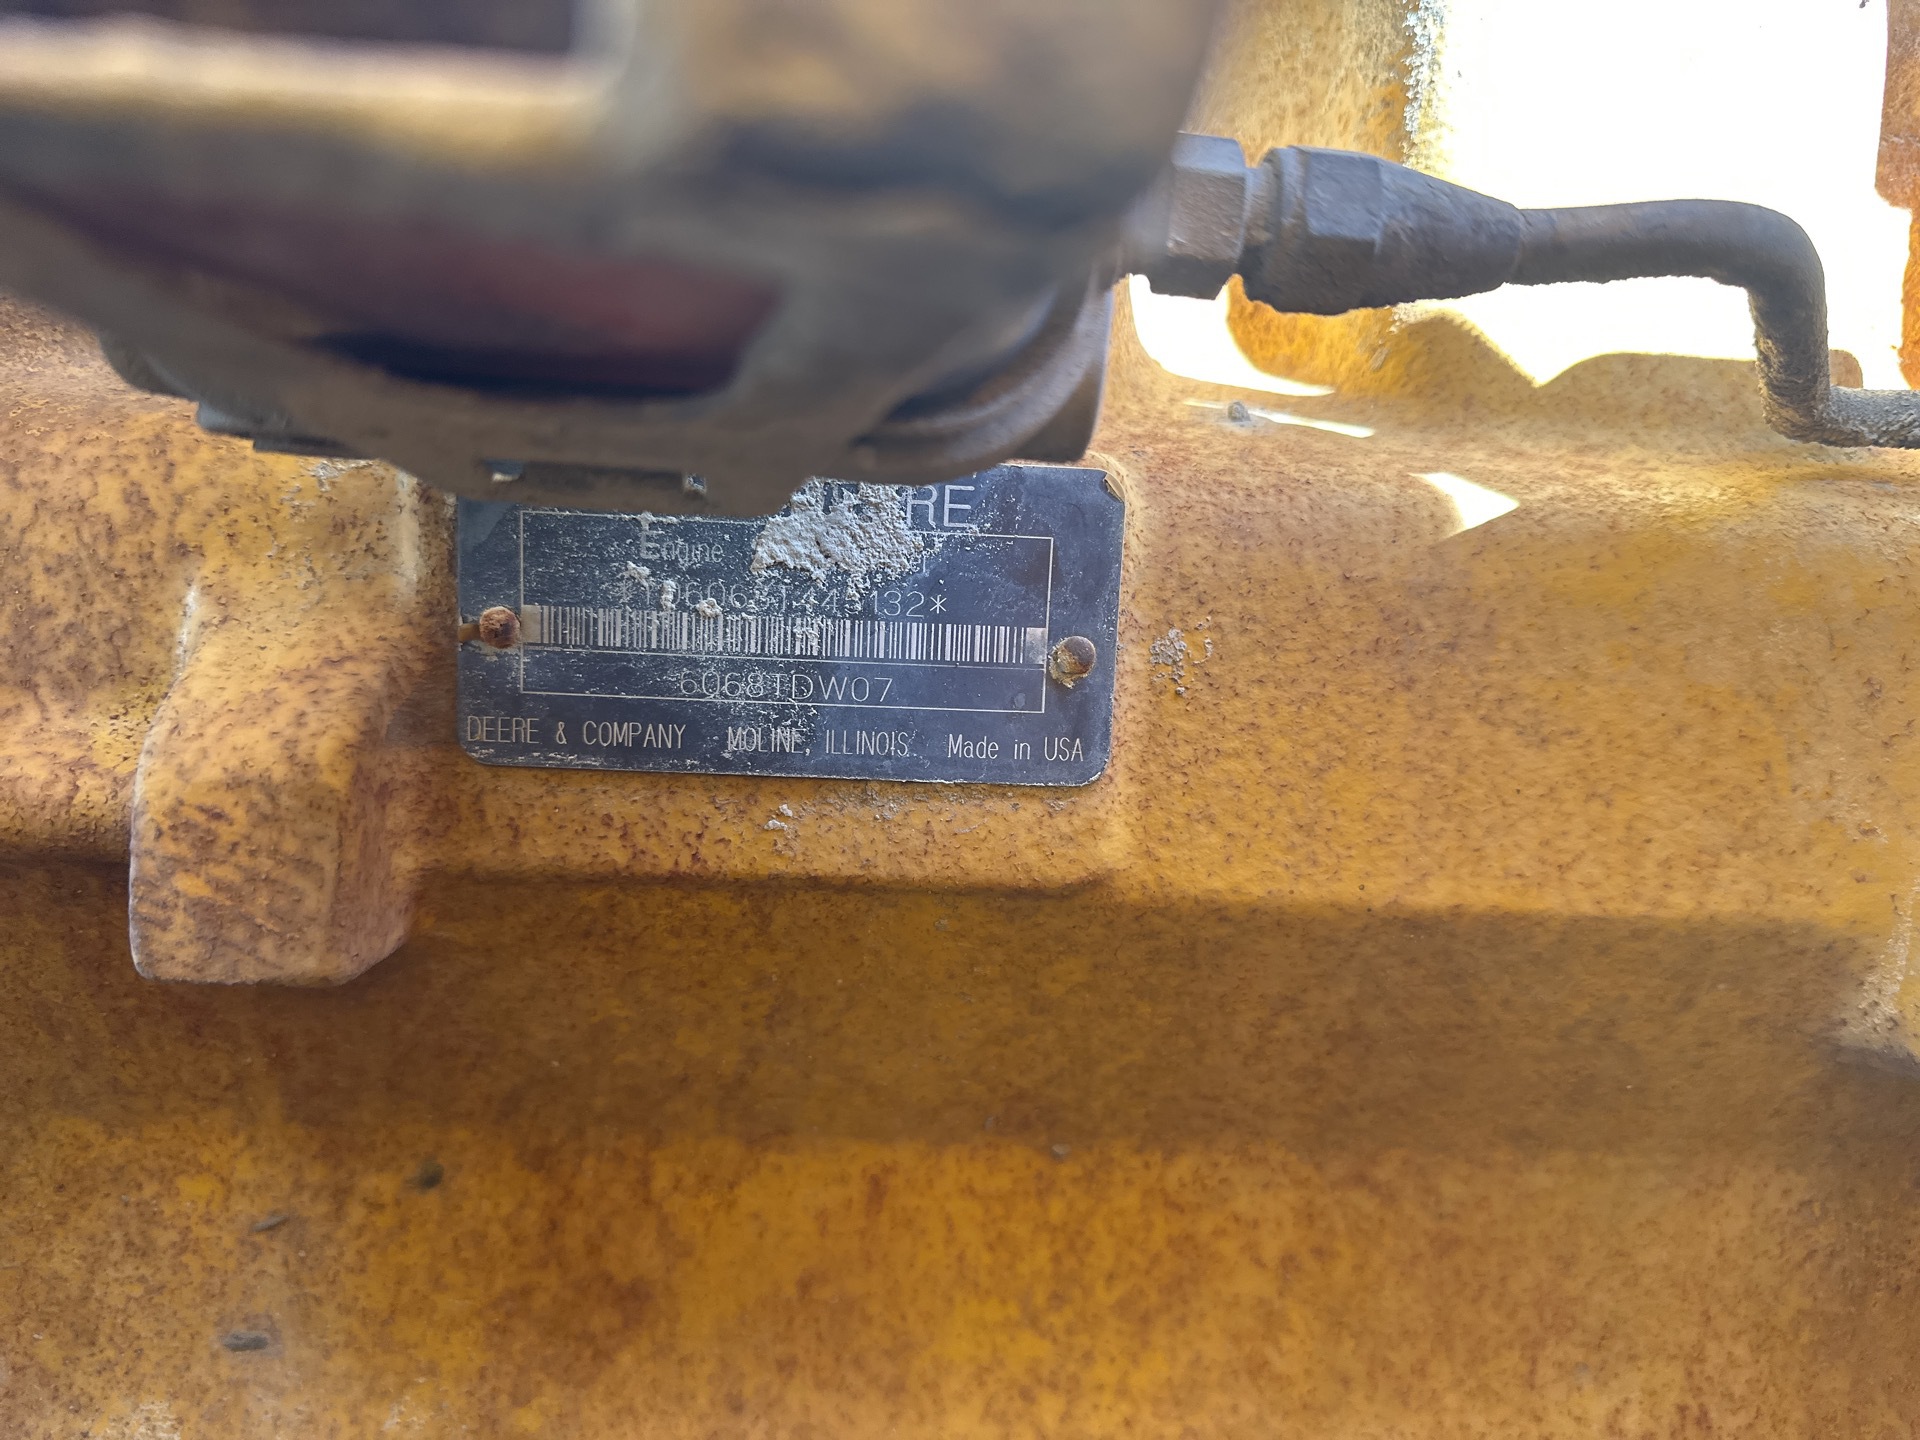 RE
Engine
6068TDW07
DEERE & COMPANY MOLINE, ILLINOIS Made in USA